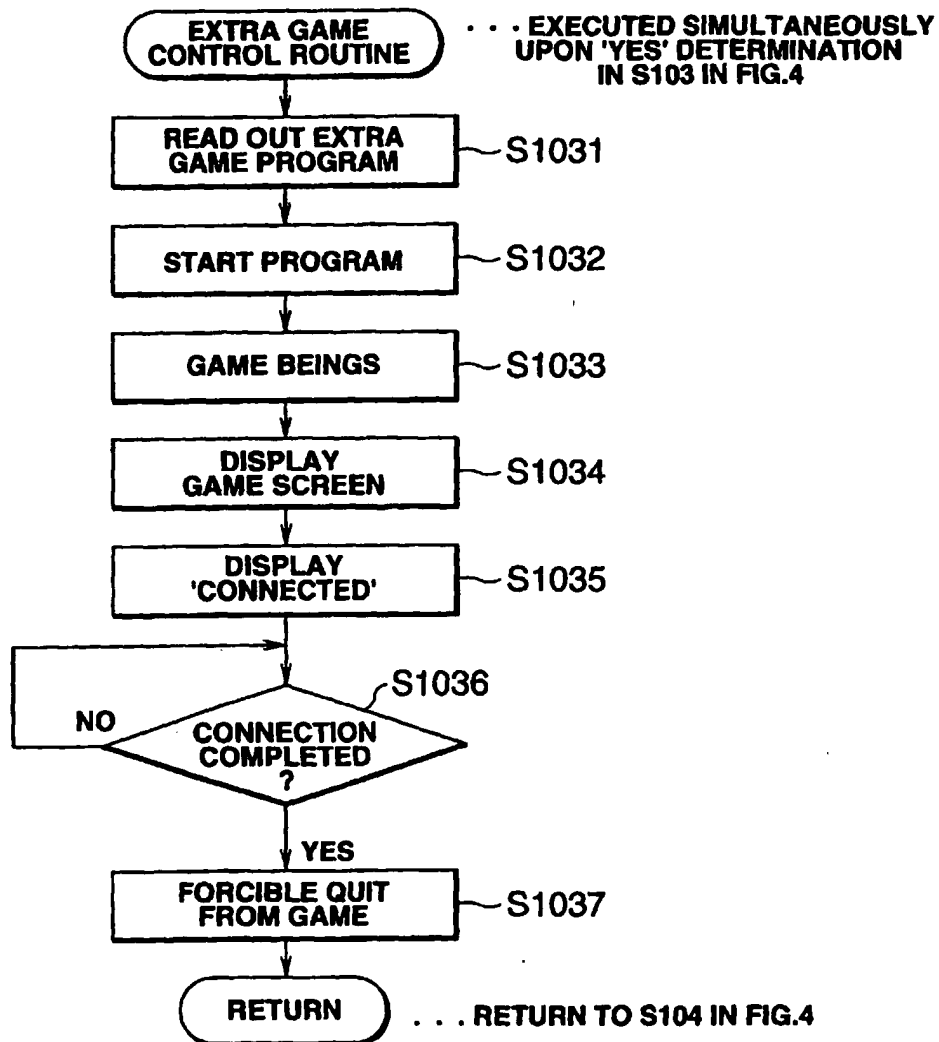 EXTRA GAME
CONTROL ROUTINE
· · · EXECUTED SIMULTANEOUSLY
UPON 'YES' DETERMINATION
IN S103 IN FIG.4
READ OUT EXTRA
GAME PROGRAM
S1031
START PROGRAM
S1032
GAME BEINGS
S1033
DISPLAY
GAME SCREEN
S1034
DISPLAY
'CONNECTED'
S1035
S1036
NO
CONNECTION
COMPLETED
?
YES
FORCIBLE QUIT
FROM GAME
S1037
RETURN
. . . RETURN TO S104 IN FIG.4